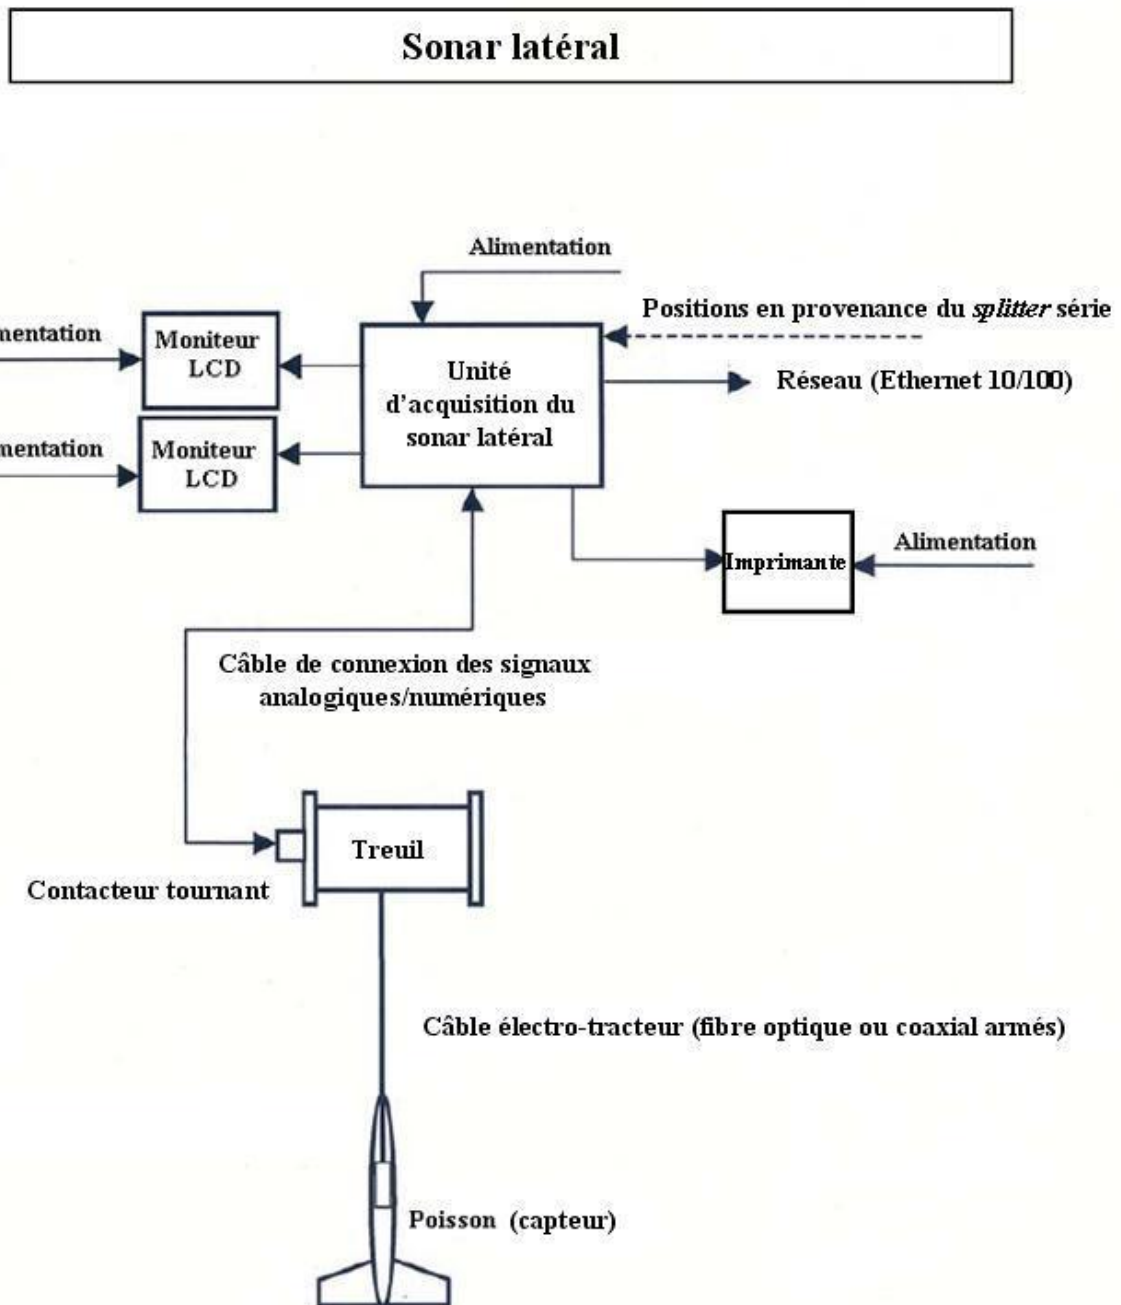 Sonar latéral
Alimentation
Positions en provenance du splitter série
mentation
Moniteur
LCD
Unité
d’acquisition du
sonar latéral
Réseau (Ethernet 10/100)
mentation
Moniteur
LCD
Imprimante
Alimentation
Câble de connexion des signaux
analogiques/numériques
Treuil
Contacteur tournant
Câble électro-tracteur (fibre optique ou coaxial armés)
Poisson (capteur)